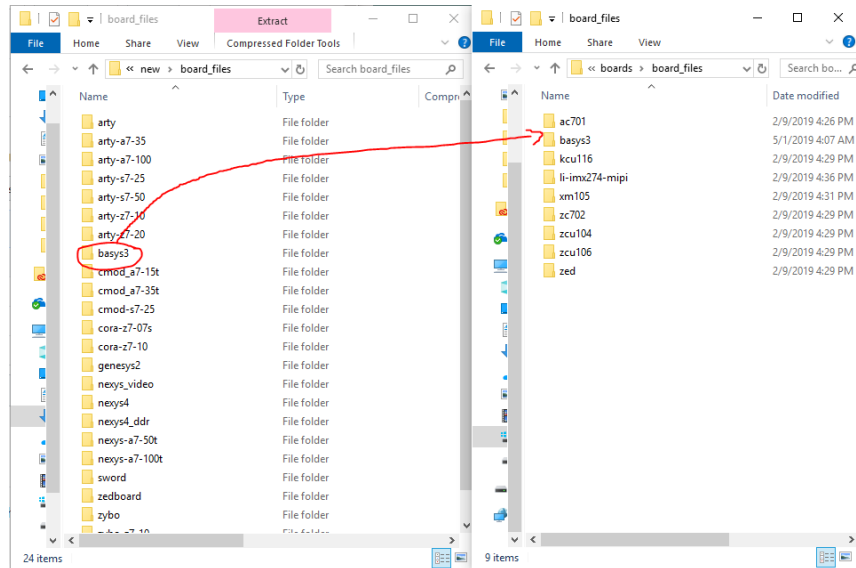 board_files
Extract
File
Home
Share
View
Compressed Folder Tools
« new › board_files
Search board_files
Name
Type
arty
File folder
arty-a7-35
File folder
arty-a7-100
File folder
arty-s7-25
File folder
arty-s7-50
File folder
arty-z7-10
File folder
arty-z7-20
File folder
basys3
File folder
cmod_a7-15t
File folder
cmod_a7-35t
File folder
cmod-s7-25
File folder
cora-z7-07s
File folder
cora-z7-10
File folder
genesys2
File folder
nexys_video
File folder
nexys4
File folder
nexys4_ddr
File folder
nexys-a7-50t
File folder
nexys-a7-100t
File folder
sword
File folder
zedboard
File folder
zybo
File folder
24 items
board_files
File
Home
Share
View
« boards › board_files
Search bo...
Name
Date modified
ac701
2/9/2019 4:26 PM
basys3
5/1/2019 4:07 AM
kcu116
2/9/2019 4:29 PM
li-imx274-mipi
2/9/2019 4:36 PM
xm105
2/9/2019 4:31 PM
zc702
2/9/2019 4:29 PM
zcu104
2/9/2019 4:29 PM
zcu106
2/9/2019 4:29 PM
zed
2/9/2019 4:29 PM
9 items